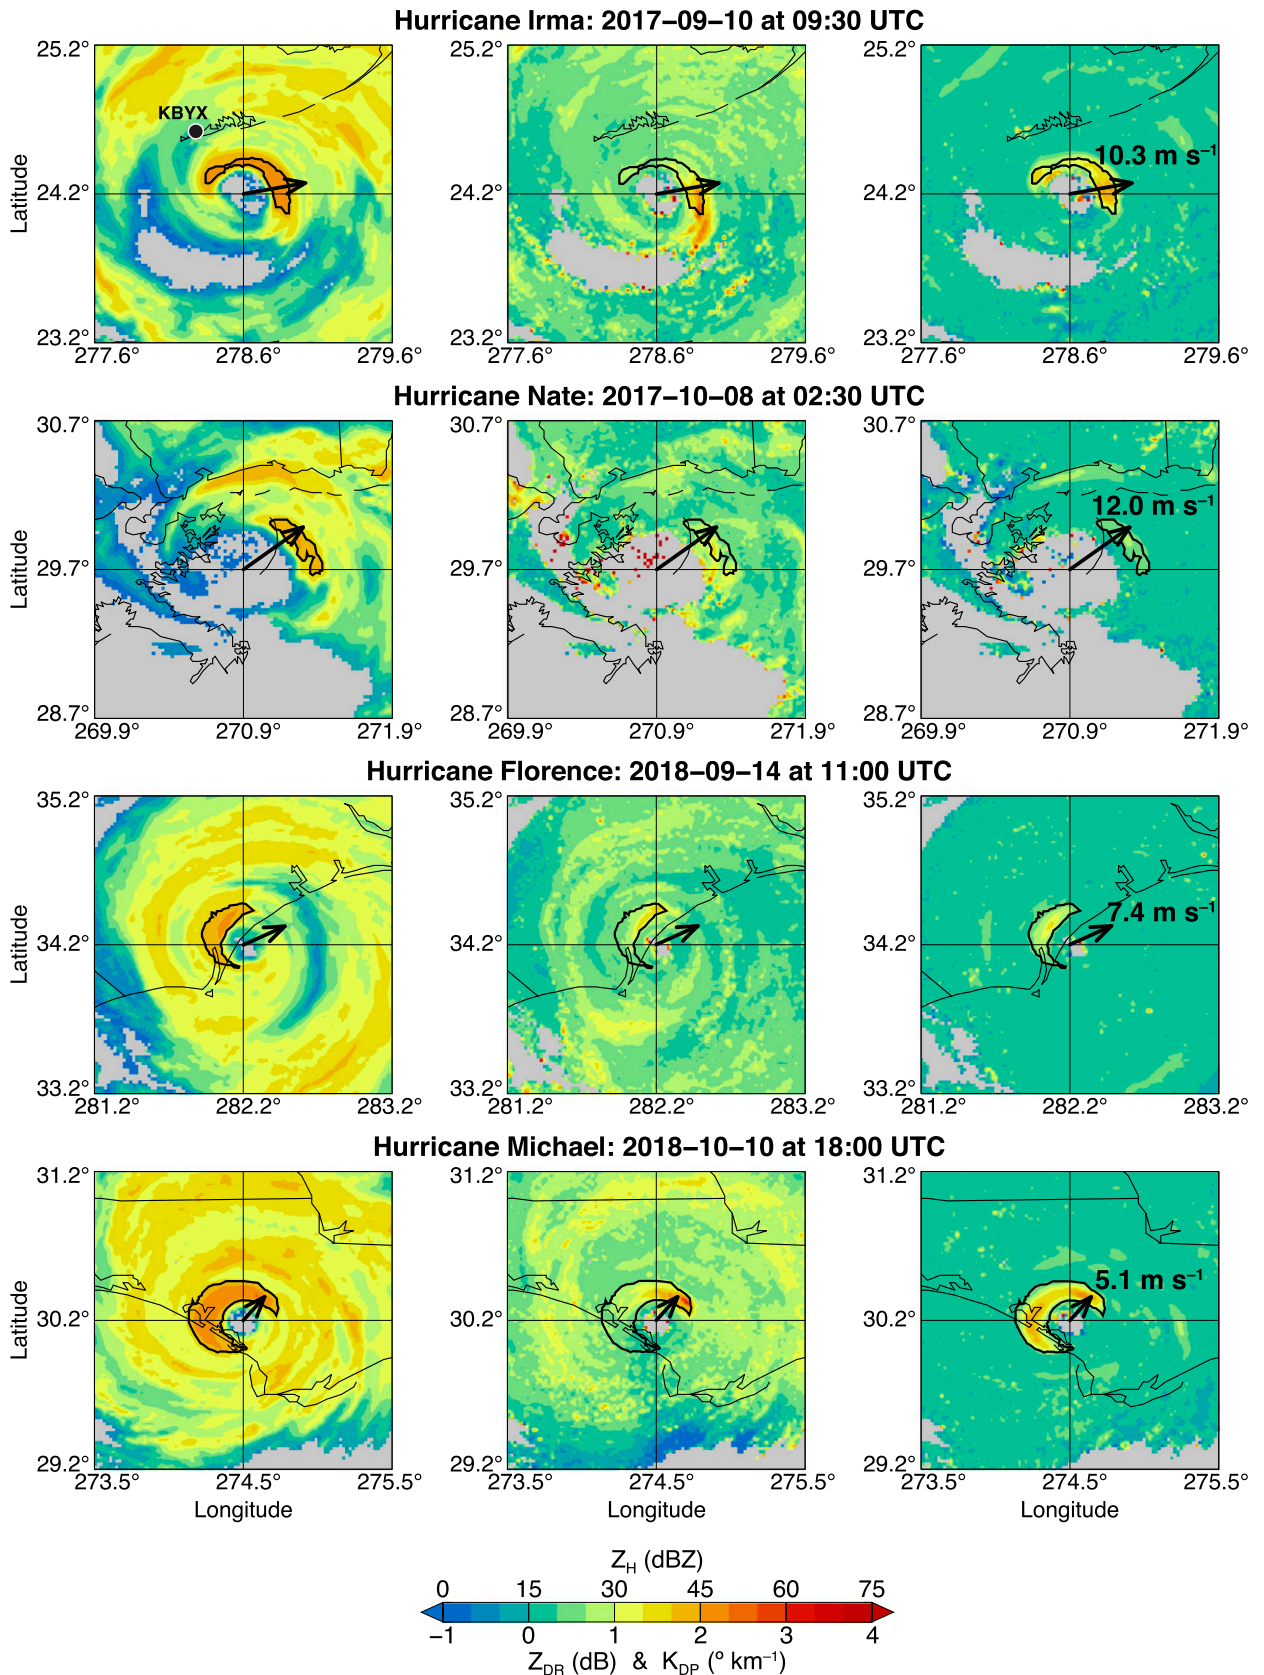 Hurricane Irma: 2017–09–10 at 09:30 UTC
25.2° 25.2° 25.2°
KBYX
10.3 m s⁻¹
Latitude
24.2° 24.2° 24.2°
23.2° 23.2° 23.2°
277.6° 278.6° 279.6° 277.6° 278.6° 279.6° 277.6° 278.6° 279.6°
Hurricane Nate: 2017–10–08 at 02:30 UTC
30.7° 30.7° 30.7°
12.0 m s⁻¹
Latitude
29.7° 29.7° 29.7°
28.7° 28.7° 28.7°
269.9° 270.9° 271.9° 269.9° 270.9° 271.9° 269.9° 270.9° 271.9°
Hurricane Florence: 2018–09–14 at 11:00 UTC
35.2° 35.2° 35.2°
7.4 m s⁻¹
Latitude
34.2° 34.2° 34.2°
33.2° 33.2° 33.2°
281.2° 282.2° 283.2° 281.2° 282.2° 283.2° 281.2° 282.2° 283.2°
Hurricane Michael: 2018–10–10 at 18:00 UTC
31.2° 31.2° 31.2°
5.1 m s⁻¹
Latitude
30.2° 30.2° 30.2°
29.2° 29.2° 29.2°
273.5° 274.5° 275.5° 273.5° 274.5° 275.5° 273.5° 274.5° 275.5°
Longitude Longitude Longitude
Z_H (dBZ)
0 15 30 45 60 75
–1 0 1 2 3 4
Z_DR (dB) & K_DP (° km⁻¹)